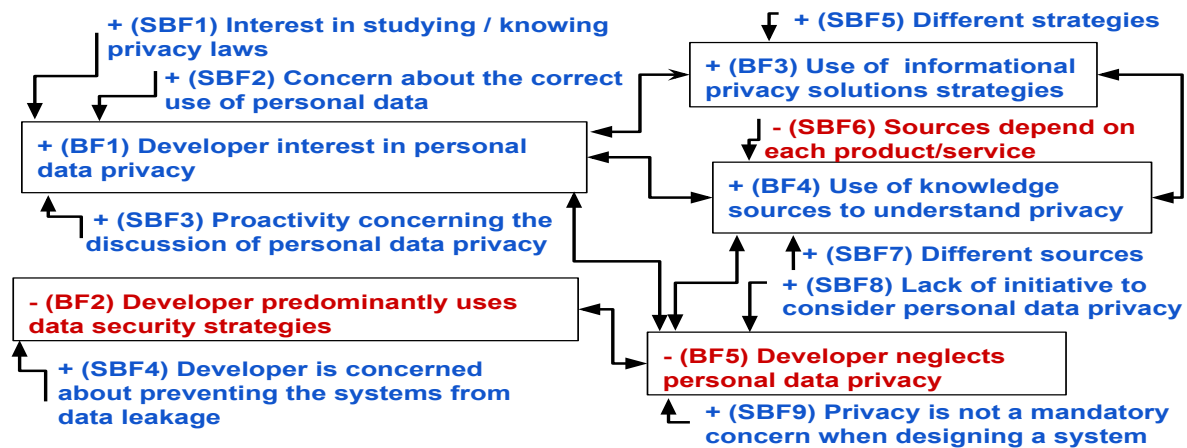 + (SBF1) Interest in studying / knowing
privacy laws
+ (SBF2) Concern about the correct
use of personal data
+ (BF1) Developer interest in personal
data privacy
+ (SBF3) Proactivity concerning the
discussion of personal data privacy
- (BF2) Developer predominantly uses
data security strategies
+ (SBF4) Developer is concerned
about preventing the systems from
data leakage
+ (SBF5) Different strategies
+ (BF3) Use of informational
privacy solutions strategies
- (SBF6) Sources depend on
each product/service
+ (BF4) Use of knowledge
sources to understand privacy
+ (SBF7) Different sources
+ (SBF8) Lack of initiative to
consider personal data privacy
- (BF5) Developer neglects
personal data privacy
+ (SBF9) Privacy is not a mandatory
concern when designing a system